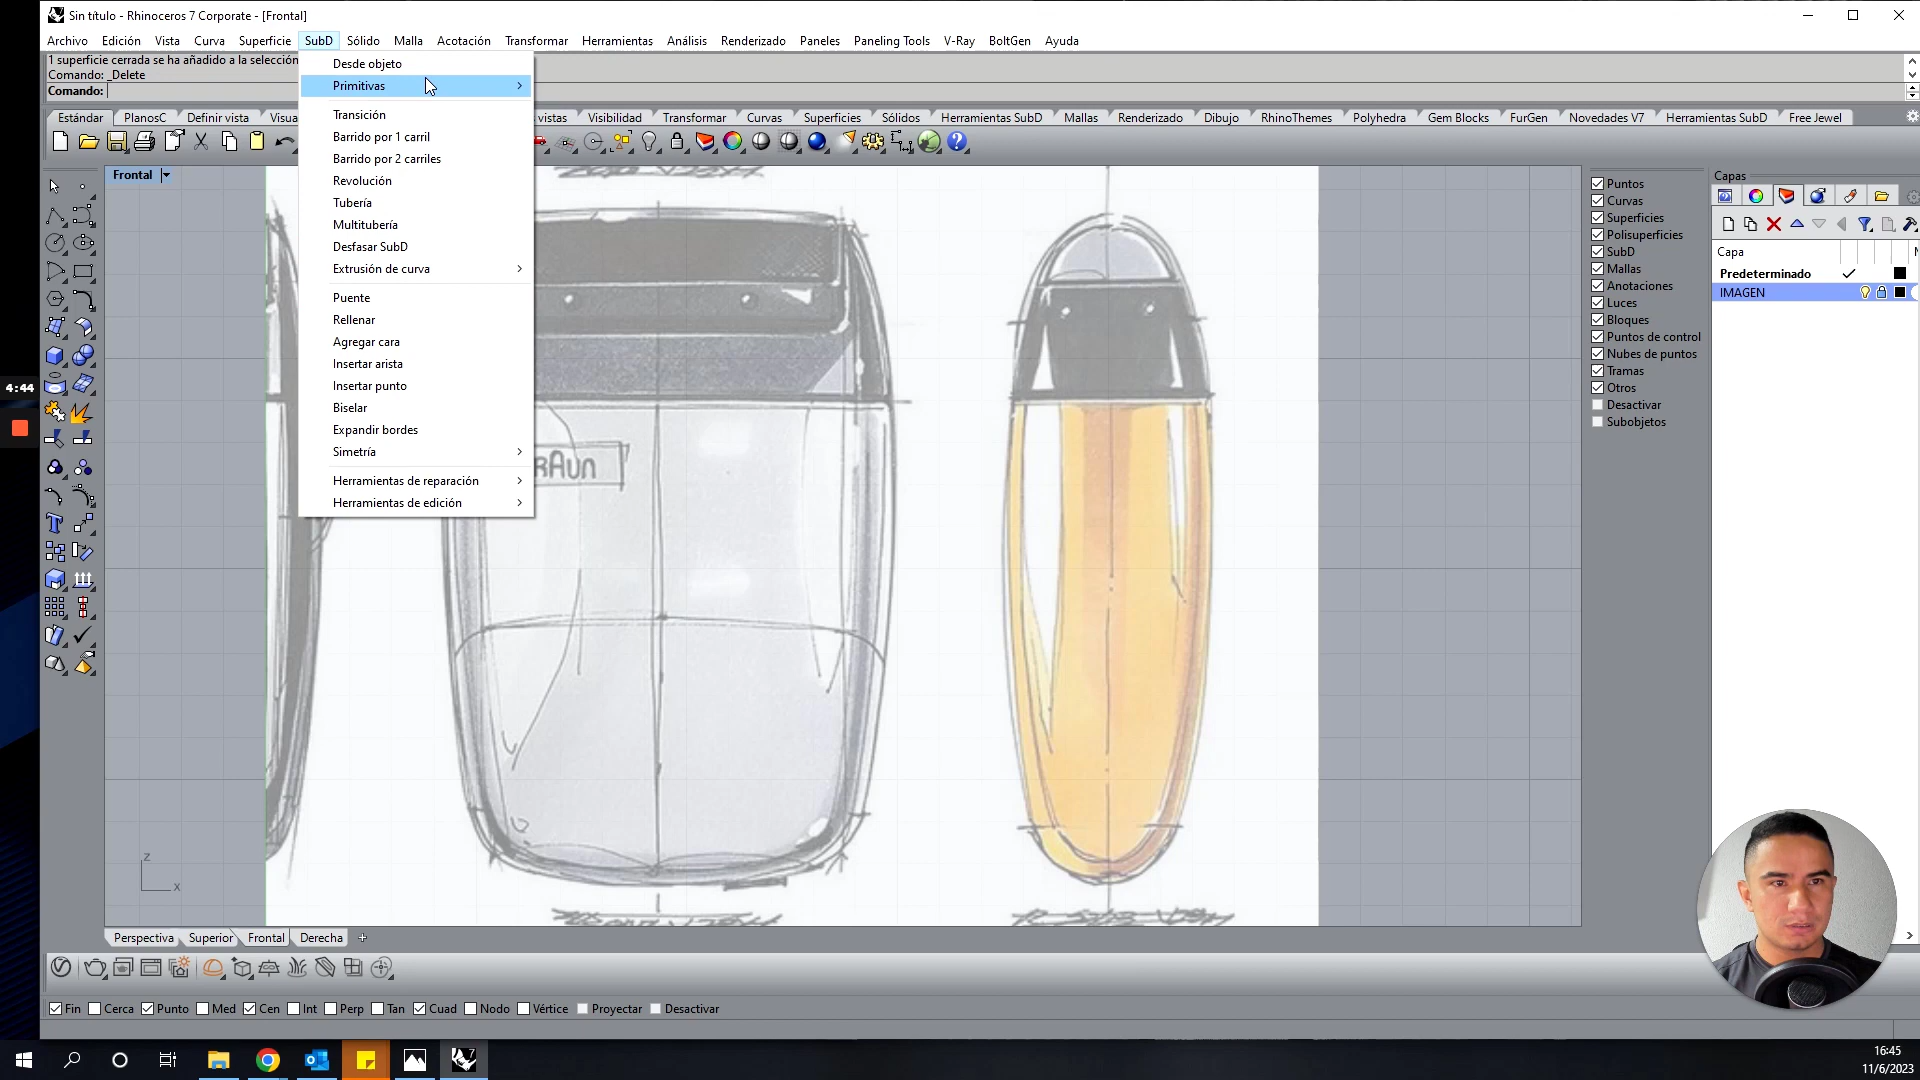 Sin título - Rhinoceros 7 Corporate - [Frontal]
Archivo Edición Vista Curva Superficie SubD Sólido Malla Acotación Transformar Herramientas Análisis Renderizado Paneles Paneling Tools V-Ray BoltGen Ayuda
1 superficie cerrada se ha añadido a la selección
Comando: _Delete
Comando:
Estándar PlanosC Definir vista Visua vistas Visibilidad Transformar Curvas Superficies Sólidos Herramientas SubD Mallas Renderizado Dibujo RhinoThemes Polyhedra Gem Blocks FurGen Novedades V7 Herramientas SubD Free Jewel
Desde objeto
Primitivas
Transición
Barrido por 1 carril
Barrido por 2 carriles
Revolución
Tubería
Multitubería
Desfasar SubD
Extrusión de curva
Puente
Rellenar
Agregar cara
Insertar arista
Insertar punto
Biselar
Expandir bordes
Simetría
Herramientas de reparación
Herramientas de edición
Frontal
RAUN
z
x
4:44
Puntos
Curvas
Superficies
Polisuperficies
SubD
Mallas
Anotaciones
Luces
Bloques
Puntos de control
Nubes de puntos
Tramas
Otros
Desactivar
Subobjetos
Capas
Capa
Predeterminado
IMAGEN
Perspectiva Superior Frontal Derecha
Fin Cerca Punto Med Cen Int Perp Tan Cuad Nodo Vértice Proyectar Desactivar
16:45
11/6/2023